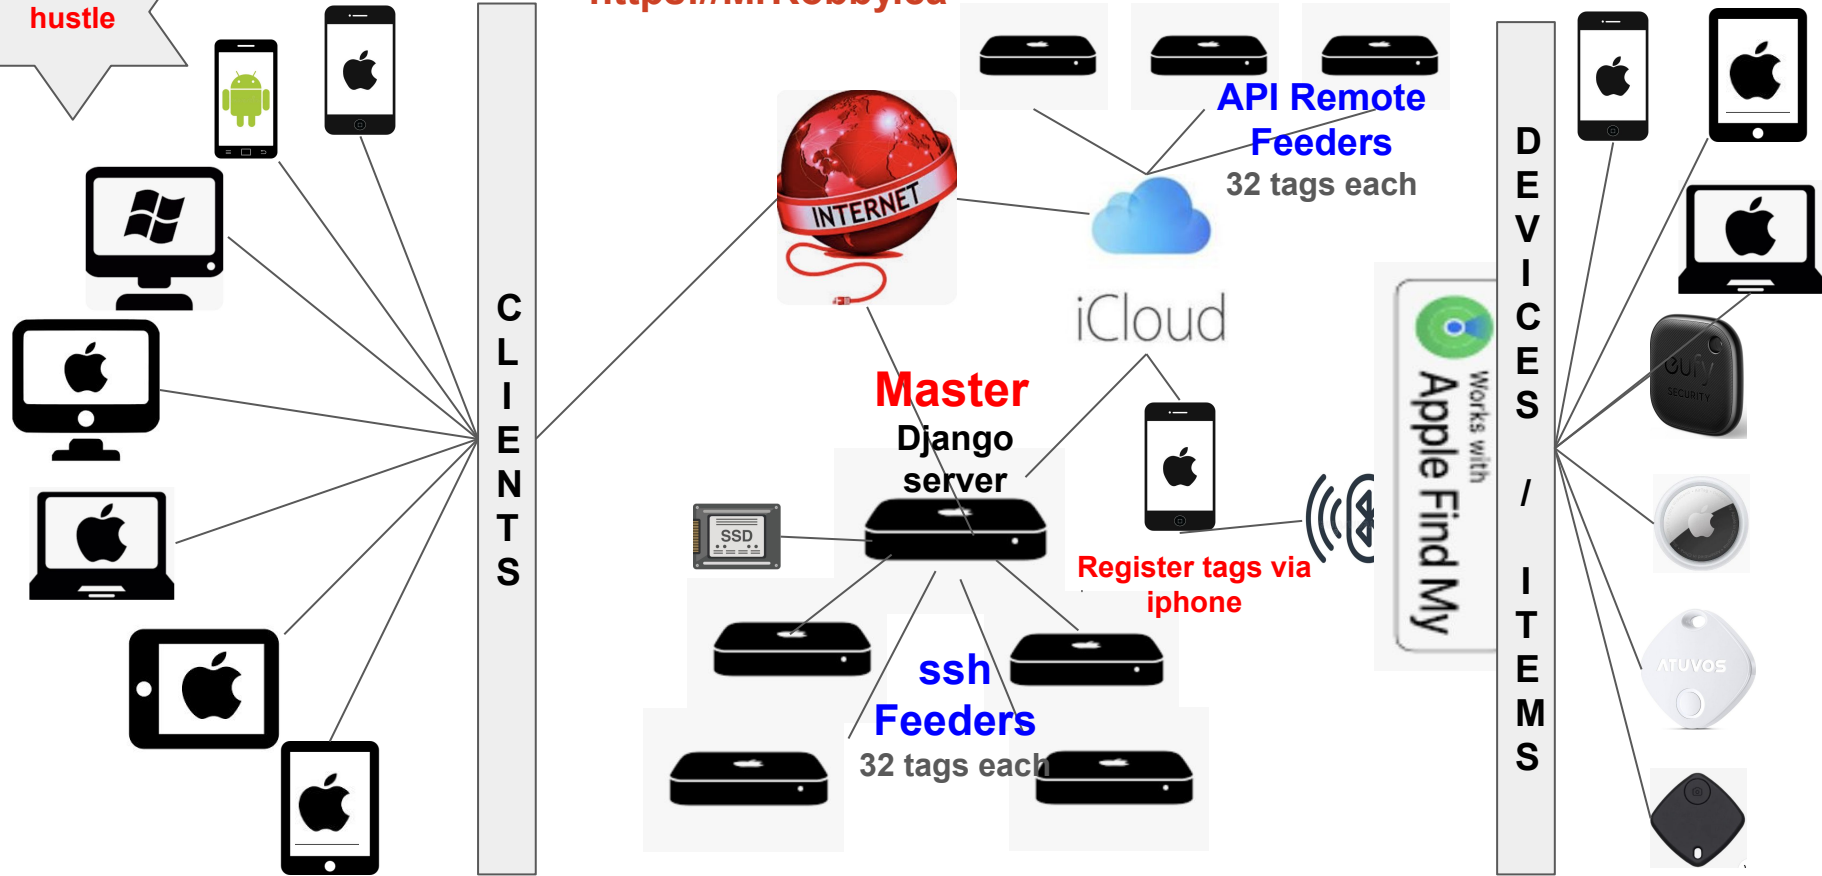 hustle
API Remote
Feeders
32 tags each
INTERNET
iCloud
CLIENTS
Master
Django
server
SSD
Register tags via
iphone
ssh
Feeders
32 tags each
Works with
Apple Find My
DEVICES / ITEMS
eufy
SECURITY
ATUVOS